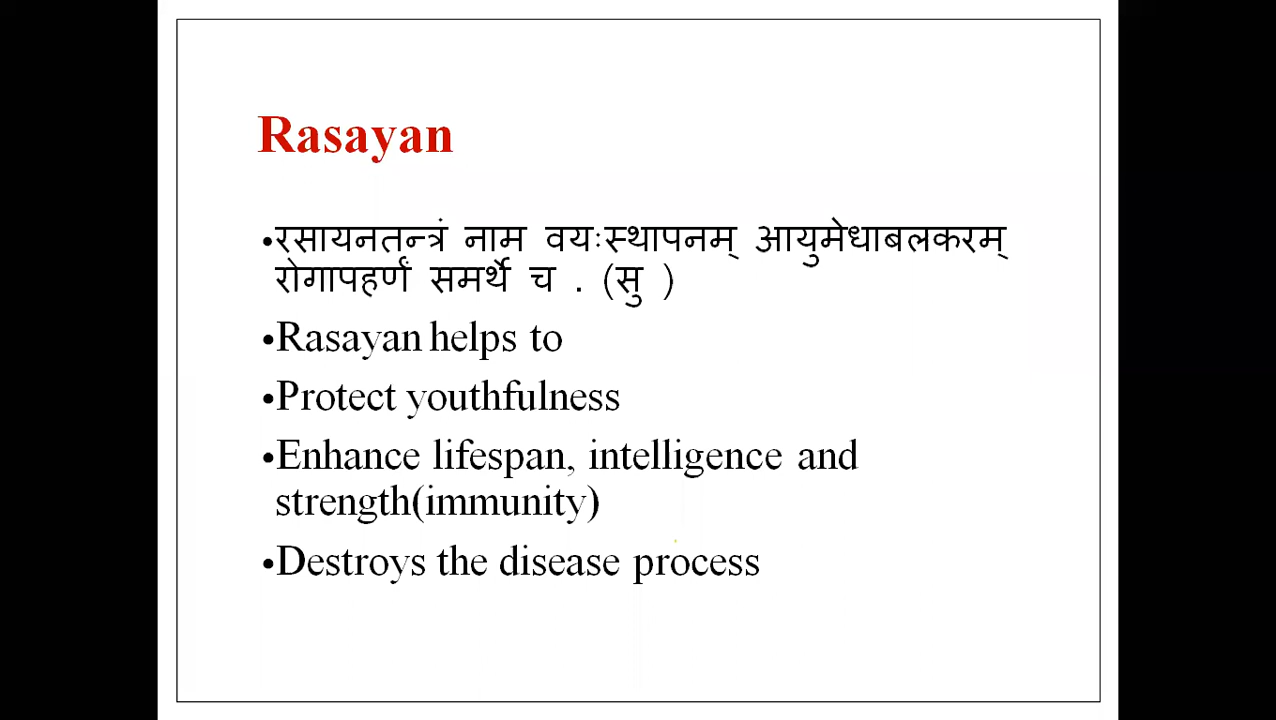 Rasayan
•रसायनतन्त्रं नाम वयःस्थापनम् आयुमेधाबलकरम्
रोगापहर्णं समर्थे च . (सु )
•Rasayan helps to
•Protect youthfulness
•Enhance lifespan, intelligence and
strength(immunity)
•Destroys the disease process